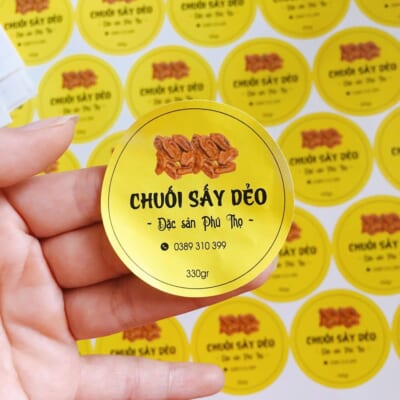 CHUỐI SẤY DẺO
- Đặc sản Phú Thọ -
0389 310 399
330gr